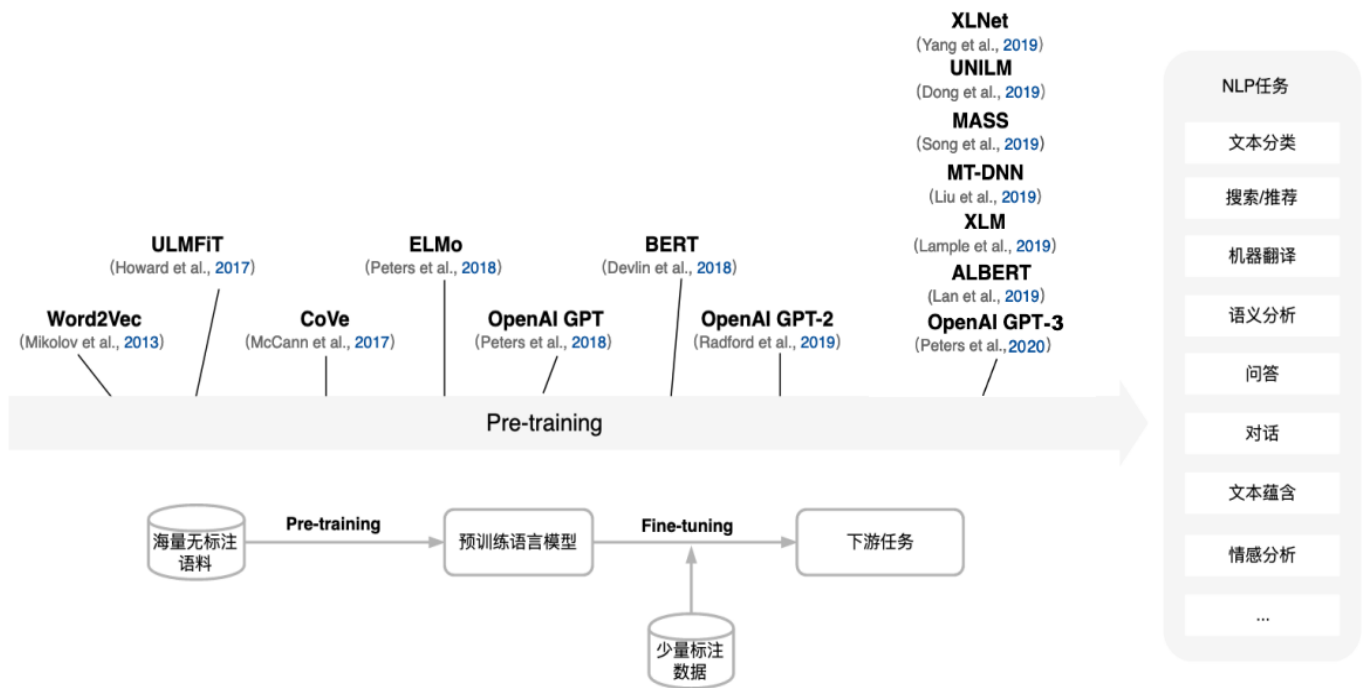 XLNet
(Yang et al., 2019)
UNILM
(Dong et al., 2019)
MASS
(Song et al., 2019)
MT-DNN
(Liu et al., 2019)
XLM
(Lample et al., 2019)
ALBERT
(Lan et al., 2019)
OpenAI GPT-3
(Peters et al.,2020)
ULMFiT
(Howard et al., 2017)
ELMo
(Peters et al., 2018)
BERT
(Devlin et al., 2018)
Word2Vec
(Mikolov et al., 2013)
CoVe
(McCann et al., 2017)
OpenAI GPT
(Peters et al., 2018)
OpenAI GPT-2
(Radford et al., 2019)
Pre-training
海量无标注
语料
Pre-training
预训练语言模型
Fine-tuning
下游任务
少量标注
数据
NLP任务
文本分类
搜索/推荐
机器翻译
语义分析
问答
对话
文本蕴含
情感分析
...